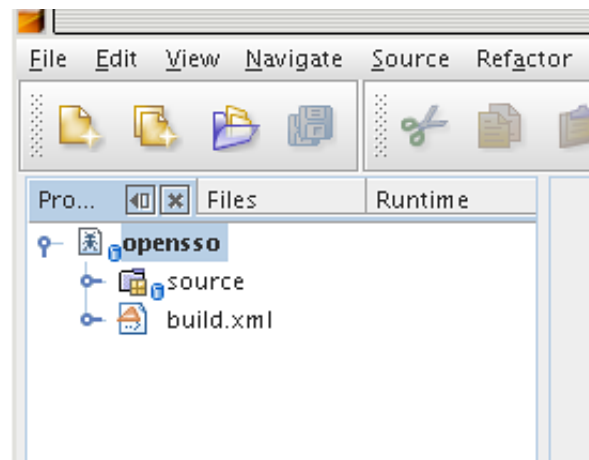 File Edit View Navigate Source Refactor
Pro... Files Runtime
opensso
source
build.xml